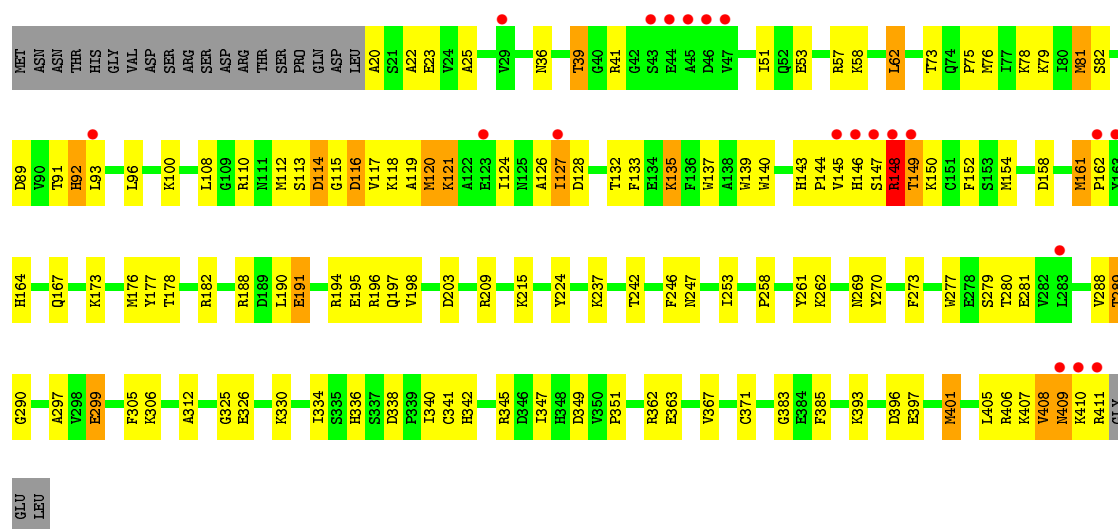 MET ASN ASN THR HIS GLY VAL ASP SER ARG SER ASP ARG THR SER PRO GLN ASP LEU A20 S21 A22 E23 V24 A25 V29 N36 T39 G40 R41 G42 S43 E44 A45 D46 V47 I51 Q52 E53 R57 K58 L62 T73 Q74 P75 M76 I77 K78 K79 I80 M81 S82
D89 V90 T91 H92 L93 L96 K100 L108 G109 R110 N111 M112 S113 D114 G115 D116 V117 K118 A119 M120 K121 A122 E123 I124 N125 A126 I127 D128 T132 F133 E134 K135 F136 W137 A138 W139 W140 H143 P144 V145 H146 S147 R148 T149 K150 C151 F152 S153 M154 D158 M161 P162 Y163
H164 Q167 K173 M176 Y177 T178 R182 R188 D189 L190 E191 R194 E195 R196 Q197 V198 D203 R209 K215 Y224 K237 T242 F246 N247 I253 P258 Y261 K262 N269 Y270 F273 W277 E278 S279 T280 E281 V282 L283 V288 T289
G290 A297 V298 E299 F305 K306 A312 G325 E326 K330 I334 S335 H336 S337 D338 P339 I340 C341 H342 R345 D346 I347 H348 D349 V350 P351 R362 E363 V367 C371 G383 E384 F385 K393 D396 E397 M401 L405 R406 K407 V408 N409 K410 R411 GLY
GLU LEU